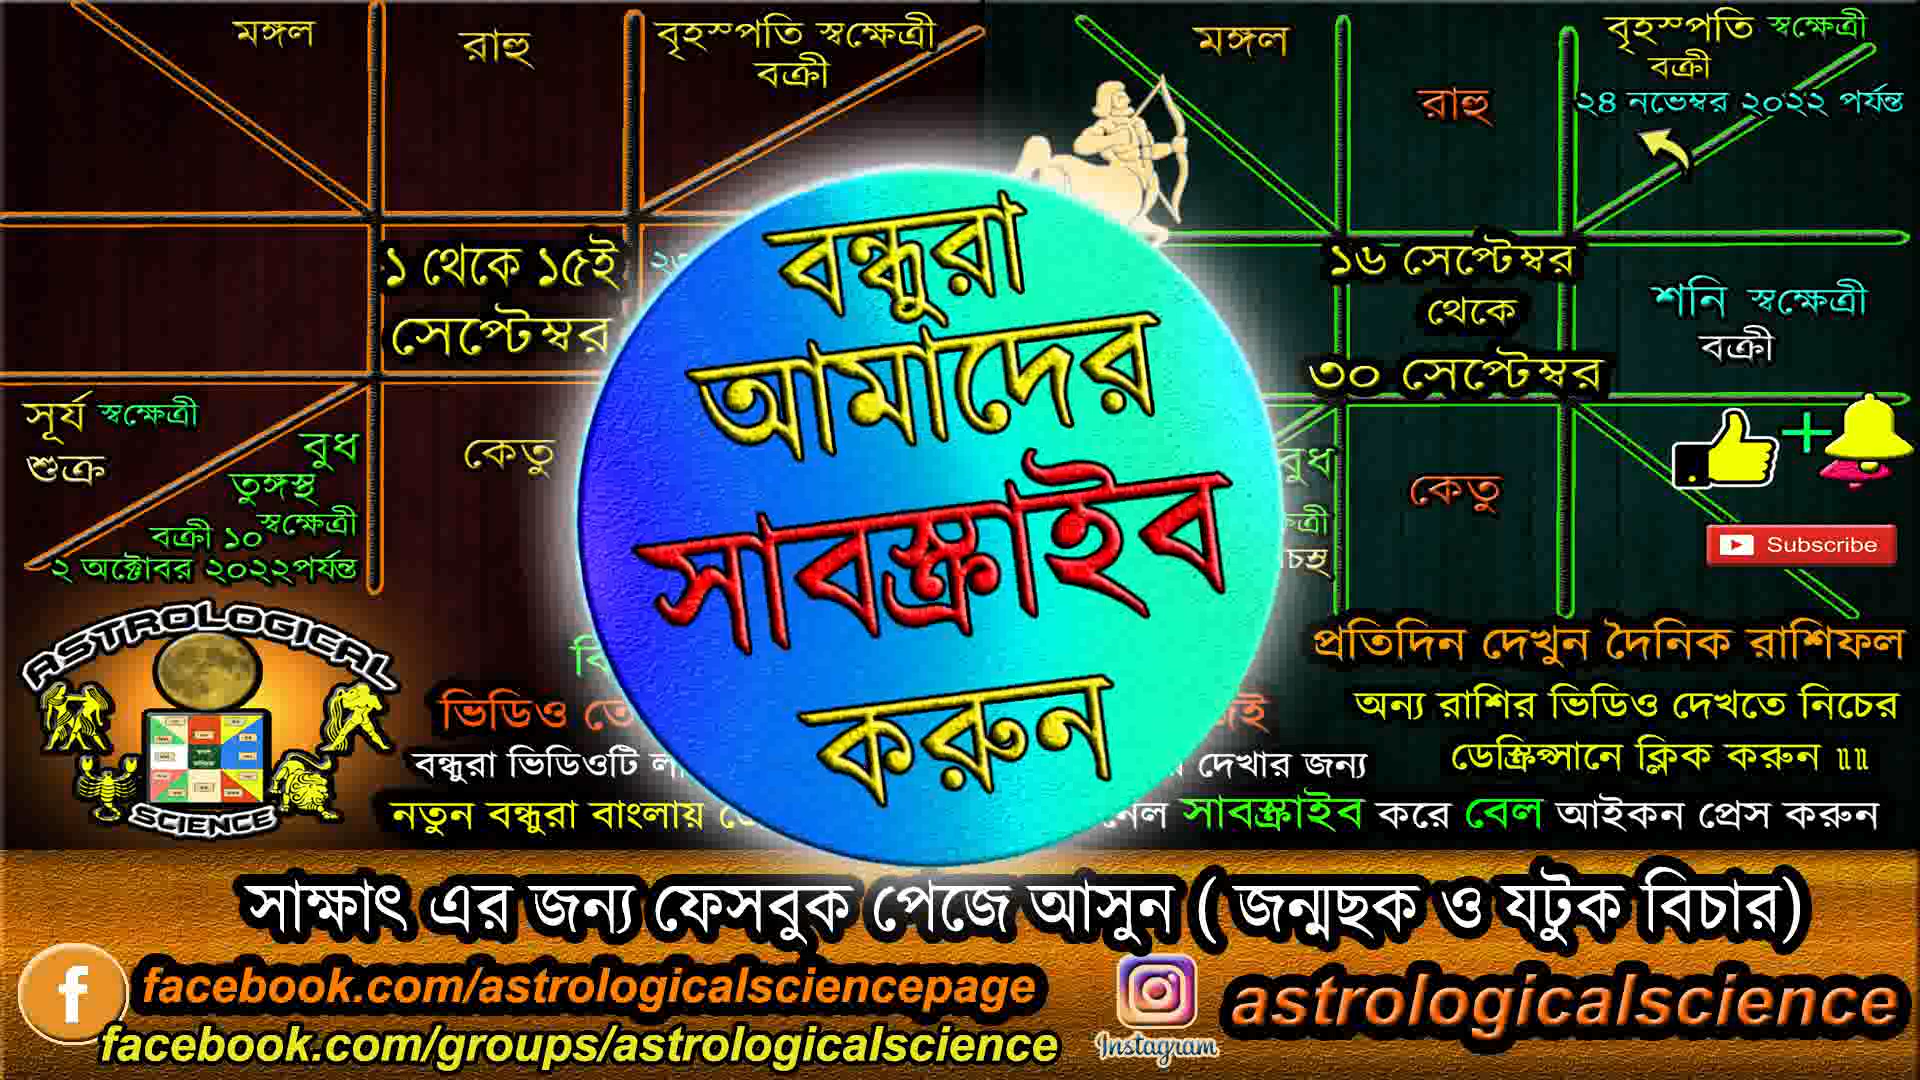 মঙ্গল
রাহু
বৃহস্পতি স্বক্ষেত্রী
বক্রী
১ থেকে ১৫ই
সেপ্টেম্বর
সূর্য স্বক্ষেত্রী
শুক্র
বুধ
তুঙ্গস্থ
স্বক্ষেত্রী
বক্রী ১০
২ অক্টোবর ২০২২পর্যন্ত
কেতু
মঙ্গল
রাহু
বৃহস্পতি স্বক্ষেত্রী
বক্রী
২৪ নভেম্বর ২০২২ পর্যন্ত
১৬ সেপ্টেম্বর
থেকে
৩০ সেপ্টেম্বর
শনি স্বক্ষেত্রী
বক্রী
বুধ
কেতু
Subscribe
বন্ধুরা
আমাদের
সাবস্ক্রাইব
করুন
ASTROLOGICAL
SCIENCE
প্রতিদিন দেখুন দৈনিক রাশিফল
অন্য রাশির ভিডিও দেখতে নিচের
ডেস্ক্রিপ্সানে ক্লিক করুন ॥॥
ভিডিও
বন্ধুরা ভিডিওটি
দেখার জন্য
নতুন বন্ধুরা বাংলায়
সাবস্ক্রাইব করে বেল আইকন প্রেস করুন
সাক্ষাৎ এর জন্য ফেসবুক পেজে আসুন ( জন্মছক ও যটুক বিচার)
facebook.com/astrologicalsciencepage
facebook.com/groups/astrologicalscience
Instagram
astrologicalscience